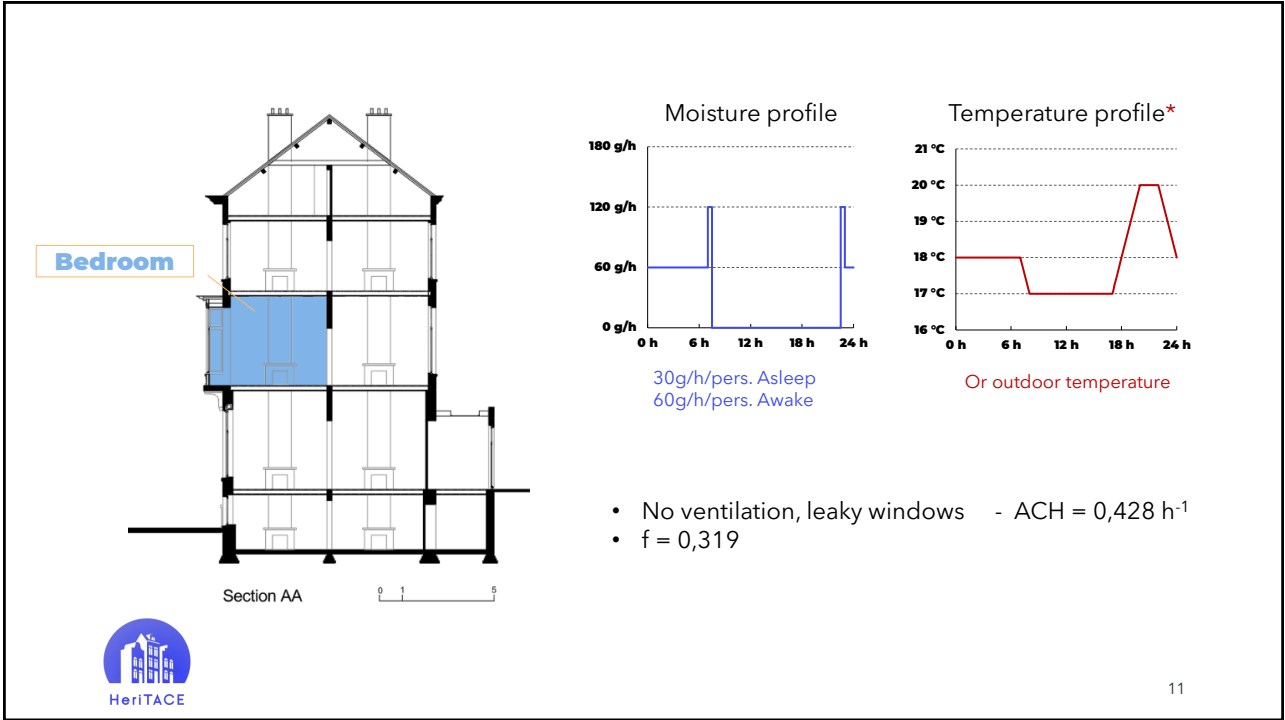 Bedroom
Section AA
0 1 5
HeriTACE
Moisture profile
180 g/h
120 g/h
60 g/h
0 g/h
0 h 6 h 12 h 18 h 24 h
30g/h/pers. Asleep
60g/h/pers. Awake
Temperature profile*
21 °C
20 °C
19 °C
18 °C
17 °C
16 °C
0 h 6 h 12 h 18 h 24 h
Or outdoor temperature
• No ventilation, leaky windows - ACH = 0,428 h⁻¹
• f = 0,319
11